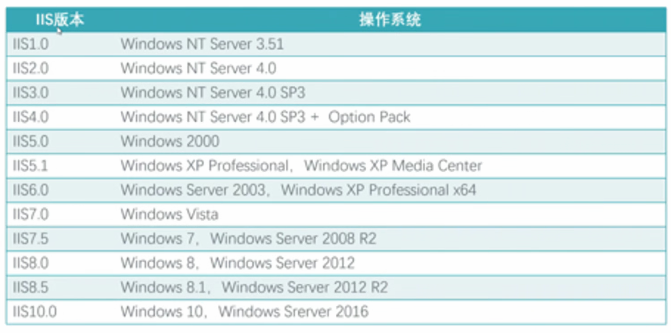 IIS版本 操作系统
IIS1.0 Windows NT Server 3.51
IIS2.0 Windows NT Server 4.0
IIS3.0 Windows NT Server 4.0 SP3
IIS4.0 Windows NT Server 4.0 SP3 + Option Pack
IIS5.0 Windows 2000
IIS5.1 Windows XP Professional，Windows XP Media Center
IIS6.0 Windows Server 2003，Windows XP Professional x64
IIS7.0 Windows Vista
IIS7.5 Windows 7，Windows Server 2008 R2
IIS8.0 Windows 8，Windows Server 2012
IIS8.5 Windows 8.1，Windows Server 2012 R2
IIS10.0 Windows 10，Windows Srerver 2016